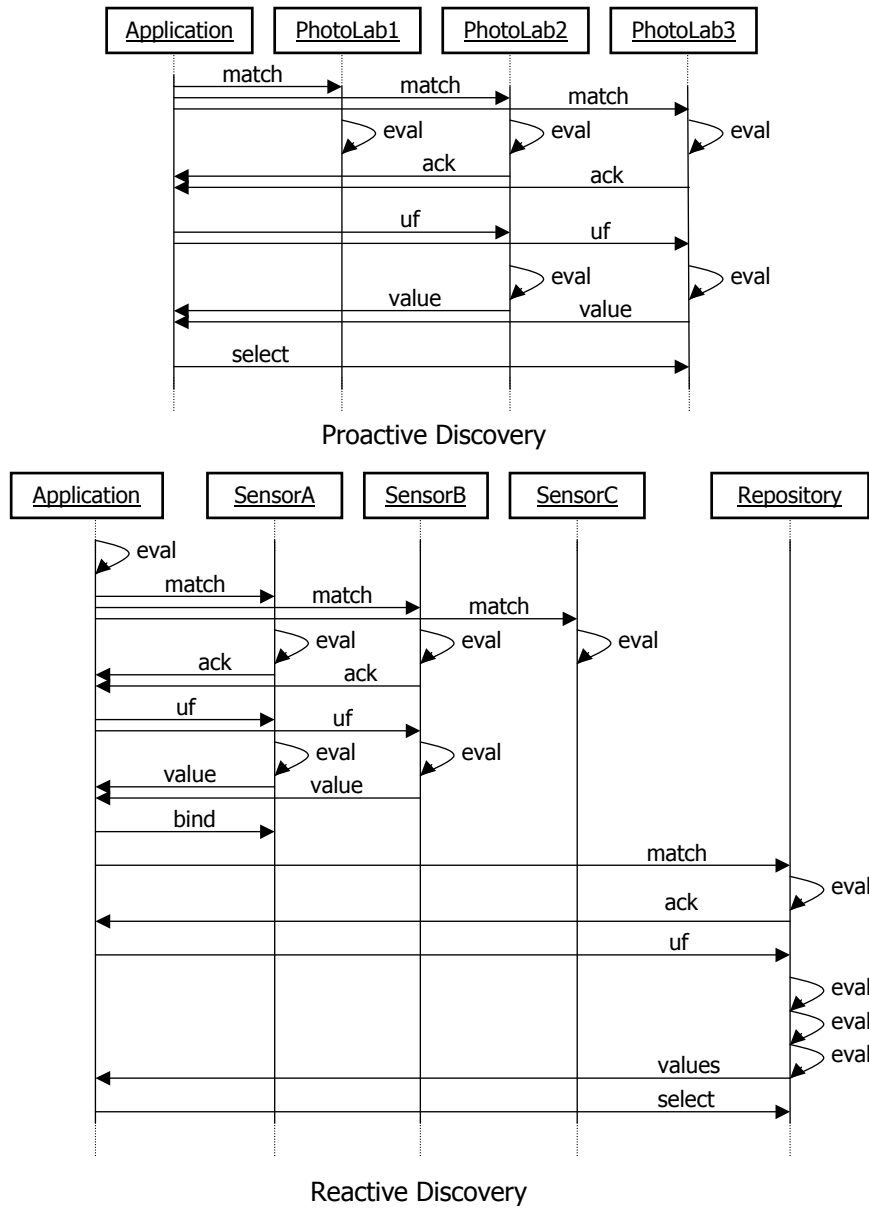 Application PhotoLab1 PhotoLab2 PhotoLab3
match
match
match
eval eval eval
ack
ack
uf
uf
eval eval
value
value
select
Proactive Discovery
Application SensorA SensorB SensorC Repository
eval
match
match
match
eval eval eval
ack
ack
uf
uf
eval eval
value
value
bind
match
eval
ack
uf
eval
eval
eval
values
select
Reactive Discovery